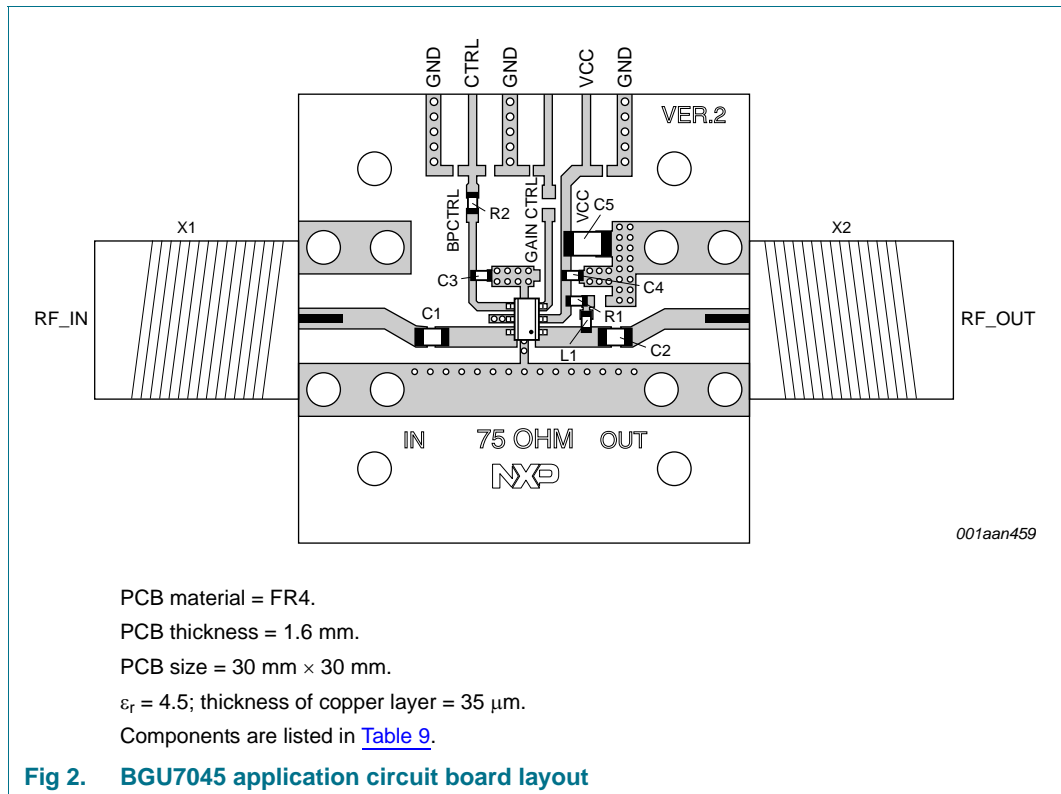 GND
CTRL
GND
VCC
GND
VER.2
BPCTRL
R2
GAIN CTRL
VCC
C5
X1
X2
C3
C4
RF_IN
C1
R1
RF_OUT
L1
C2
IN 75 OHM OUT
NXP
001aan459
PCB material = FR4.
PCB thickness = 1.6 mm.
PCB size = 30 mm × 30 mm.
εr = 4.5; thickness of copper layer = 35 μm.
Components are listed in Table 9.
Fig 2. BGU7045 application circuit board layout